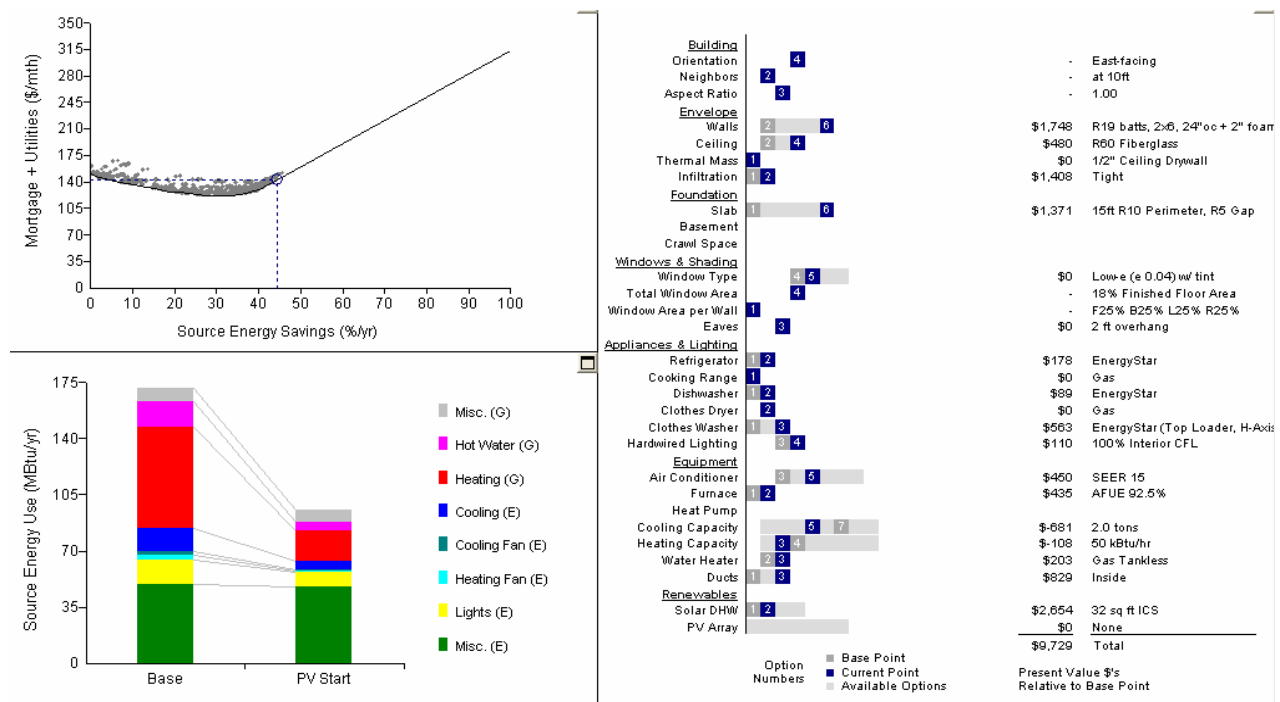 350
315
280
245
210
175
140
105
70
35
0
0 10 20 30 40 50 60 70 80 90 100
Mortgage + Utilities ($/mth)
Source Energy Savings (%/yr)
175
140
105
70
35
0
Source Energy Use (MBtu/yr)
Base PV Start
Misc. (G)
Hot Water (G)
Heating (G)
Cooling (E)
Cooling Fan (E)
Heating Fan (E)
Lights (E)
Misc. (E)
Building
Orientation 4 - East-facing
Neighbors 2 - at 10ft
Aspect Ratio 3 - 1.00
Envelope
Walls 2 6 $1,748 R19 batts, 2x6, 24"oc + 2" foam
Ceiling 2 4 $480 R60 Fiberglass
Thermal Mass 1 $0 1/2" Ceiling Drywall
Infiltration 1 2 $1,408 Tight
Foundation
Slab 1 6 $1,371 15ft R10 Perimeter, R5 Gap
Basement
Crawl Space
Windows & Shading
Window Type 4 5 $0 Low-e (e 0.04) w/ tint
Total Window Area 4 - 18% Finished Floor Area
Window Area per Wall 1 - F25% B25% L25% R25%
Eaves 3 $0 2 ft overhang
Appliances & Lighting
Refrigerator 1 2 $178 EnergyStar
Cooking Range 1 $0 Gas
Dishwasher 1 2 $89 EnergyStar
Clothes Dryer 2 $0 Gas
Clothes Washer 1 3 $563 EnergyStar (Top Loader, H-Axis
Hardwired Lighting 3 4 $110 100% Interior CFL
Equipment
Air Conditioner 3 5 $450 SEER 15
Furnace 1 2 $435 AFUE 92.5%
Heat Pump
Cooling Capacity 5 7 $-681 2.0 tons
Heating Capacity 3 4 $-108 50 kBtu/hr
Water Heater 2 3 $203 Gas Tankless
Ducts 1 3 $829 Inside
Renewables
Solar DHW 1 2 $2,654 32 sq ft ICS
PV Array $0 None
$9,729 Total
Option Numbers
Base Point
Current Point
Available Options
Present Value $'s
Relative to Base Point